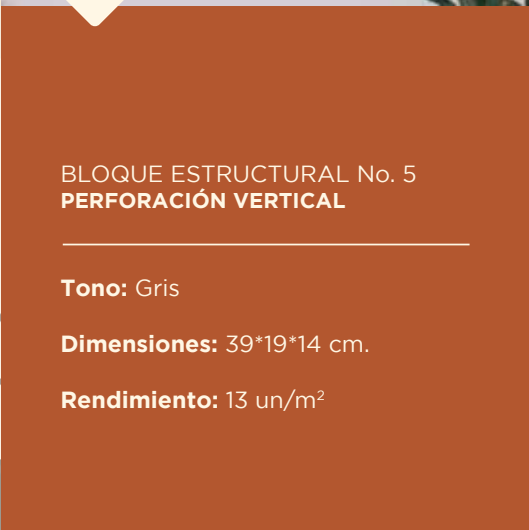 BLOQUE ESTRUCTURAL No. 5
PERFORACIÓN VERTICAL
Tono: Gris
Dimensiones: 39*19*14 cm.
Rendimiento: 13 un/m²